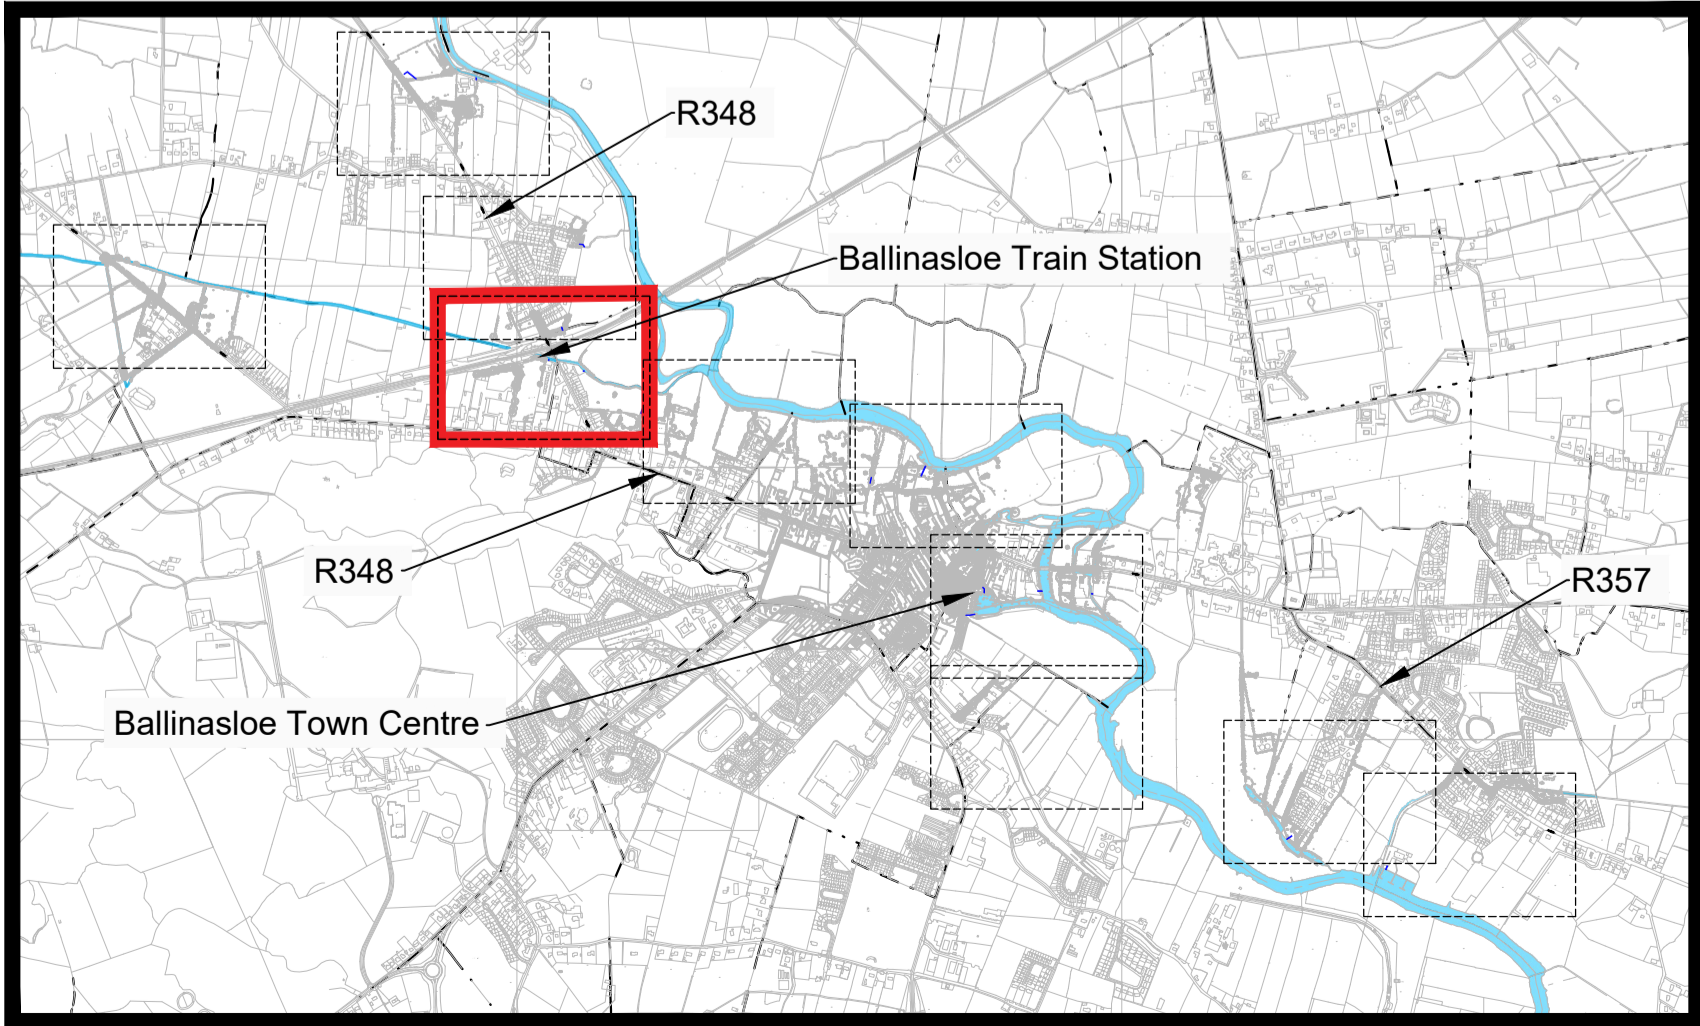 R348
Ballinasloe Train Station
R348
R357
Ballinasloe Town Centre